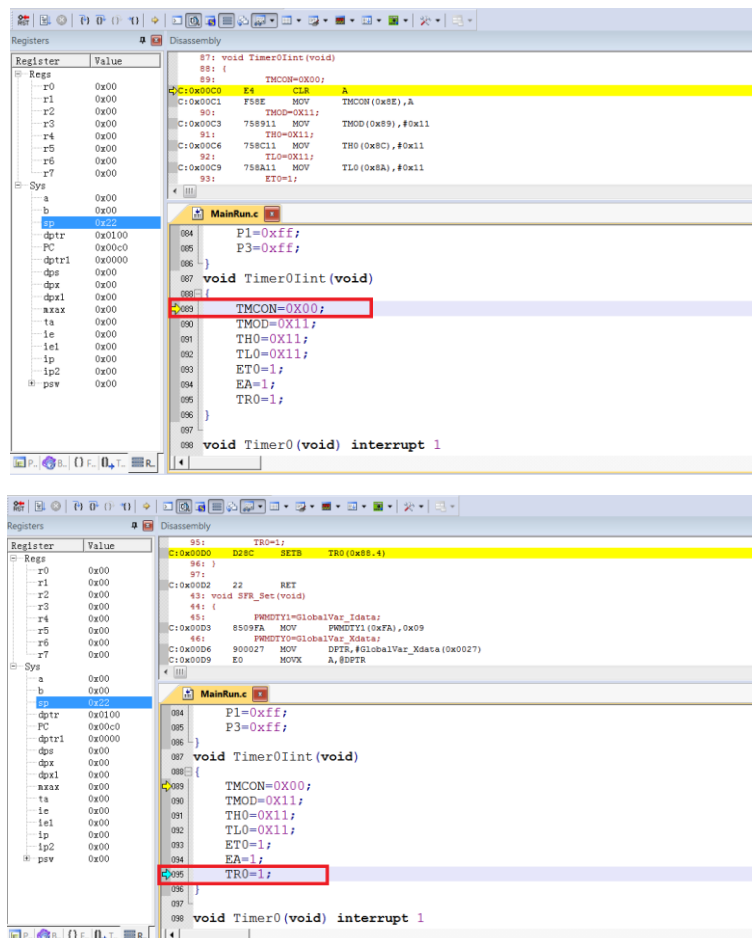 Registers
Disassembly
Register Value
Regs
r0 0x00
r1 0x00
r2 0x00
r3 0x00
r4 0x00
r5 0x00
r6 0x00
r7 0x00
Sys
a 0x00
b 0x00
sp 0x22
dptr 0x0100
PC 0x00c0
dptr1 0x0000
dps 0x00
dpx 0x00
dpx1 0x00
mxax 0x00
ta 0x00
ie 0x00
ie1 0x00
ip 0x00
ip2 0x00
psw 0x00
P.. B.. F.. T.. R..
87: void Timer0Iint(void)
88: {
89: TMCON=0X00;
C:0x00C0 E4 CLR A
C:0x00C1 F58E MOV TMCON(0x8E),A
90: TMOD=0X11;
C:0x00C3 758911 MOV TMOD(0x89),#0x11
91: TH0=0X11;
C:0x00C6 758C11 MOV TH0(0x8C),#0x11
92: TL0=0X11;
C:0x00C9 758A11 MOV TL0(0x8A),#0x11
93: ET0=1;
MainRun.c
084 P1=0xff;
085 P3=0xff;
086 }
087 void Timer0Iint(void)
088 {
089 TMCON=0X00;
090 TMOD=0X11;
091 TH0=0X11;
092 TL0=0X11;
093 ET0=1;
094 EA=1;
095 TR0=1;
096 }
097
098 void Timer0(void) interrupt 1
Registers
Disassembly
Register Value
Regs
r0 0x00
r1 0x00
r2 0x00
r3 0x00
r4 0x00
r5 0x00
r6 0x00
r7 0x00
Sys
a 0x00
b 0x00
sp 0x22
dptr 0x0100
PC 0x00c0
dptr1 0x0000
dps 0x00
dpx 0x00
dpx1 0x00
mxax 0x00
ta 0x00
ie 0x00
ie1 0x00
ip 0x00
ip2 0x00
psw 0x00
95: TR0=1;
C:0x00D0 D28C SETB TR0(0x88.4)
96: }
97:
C:0x00D2 22 RET
43: void SFR_Set(void)
44: {
45: PWMDTY1=GlobalVar_Idata;
C:0x00D3 8509FA MOV PWMDTY1(0xFA),0x09
46: PWMDTY0=GlobalVar_Xdata;
C:0x00D6 900027 MOV DPTR,#GlobalVar_Xdata(0x0027)
C:0x00D9 E0 MOVX A,@DPTR
MainRun.c
084 P1=0xff;
085 P3=0xff;
086 }
087 void Timer0Iint(void)
088 {
089 TMCON=0X00;
090 TMOD=0X11;
091 TH0=0X11;
092 TL0=0X11;
093 ET0=1;
094 EA=1;
095 TR0=1;
096 }
097
098 void Timer0(void) interrupt 1